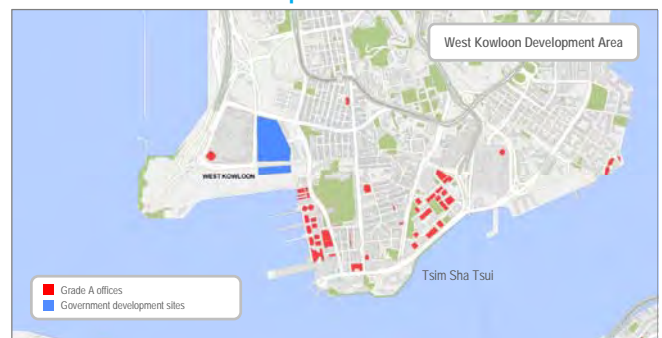 West Kowloon Development Area
WEST KOWLOON
Tsim Sha Tsui
Grade A offices
Government development sites